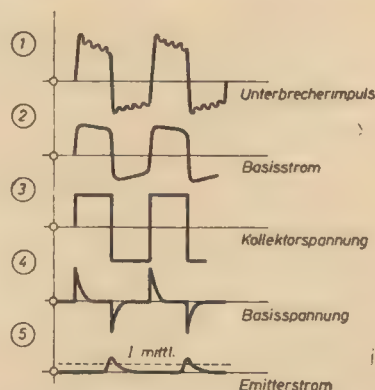 1
Unterbrecherimpuls
2
Basisstrom
3
Kollektorspannung
4
Basisspannung
5
I mittl.
Emitterstrom